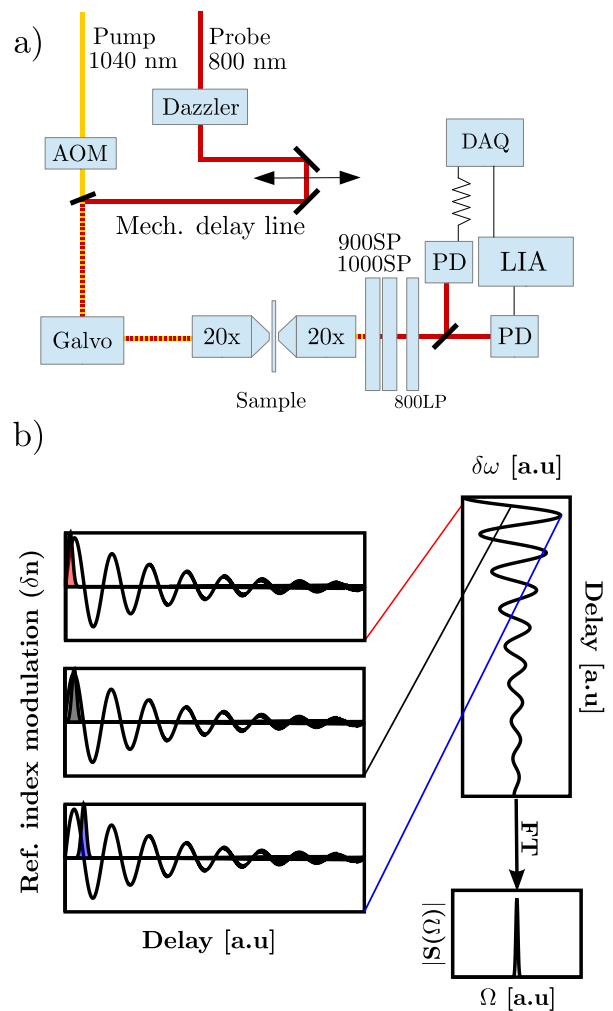 a)
Pump
1040 nm
Probe
800 nm
Dazzler
AOM
DAQ
Mech. delay line
900SP
1000SP
PD
LIA
Galvo
20x
20x
PD
Sample
800LP
b)
δω [a.u]
Ref. index modulation (δn)
Delay [a.u]
Delay [a.u]
FT
|S(Ω)|
Ω [a.u]